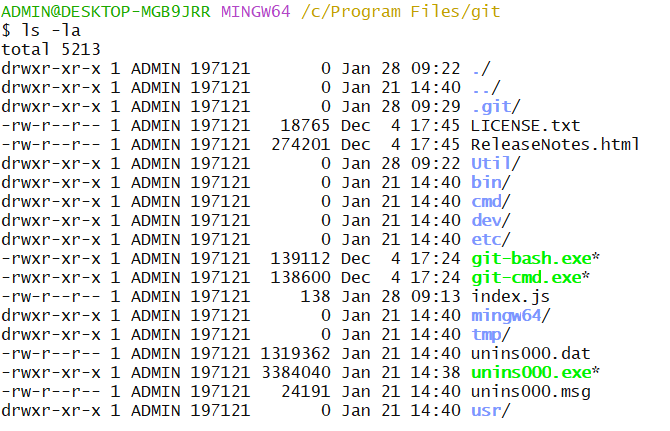 ADMIN@DESKTOP-MGB9JRR MINGW64 /c/Program Files/git
$ ls -la
total 5213
drwxr-xr-x 1 ADMIN 197121       0 Jan 28 09:22 ./
drwxr-xr-x 1 ADMIN 197121       0 Jan 21 14:40 ../
drwxr-xr-x 1 ADMIN 197121       0 Jan 28 09:29 .git/
-rw-r--r-- 1 ADMIN 197121   18765 Dec  4 17:45 LICENSE.txt
-rw-r--r-- 1 ADMIN 197121  274201 Dec  4 17:45 ReleaseNotes.html
drwxr-xr-x 1 ADMIN 197121       0 Jan 28 09:22 Util/
drwxr-xr-x 1 ADMIN 197121       0 Jan 21 14:40 bin/
drwxr-xr-x 1 ADMIN 197121       0 Jan 21 14:40 cmd/
drwxr-xr-x 1 ADMIN 197121       0 Jan 21 14:40 dev/
drwxr-xr-x 1 ADMIN 197121       0 Jan 21 14:40 etc/
-rwxr-xr-x 1 ADMIN 197121  139112 Dec  4 17:24 git-bash.exe*
-rwxr-xr-x 1 ADMIN 197121  138600 Dec  4 17:24 git-cmd.exe*
-rw-r--r-- 1 ADMIN 197121     138 Jan 28 09:13 index.js
drwxr-xr-x 1 ADMIN 197121       0 Jan 21 14:40 mingw64/
drwxr-xr-x 1 ADMIN 197121       0 Jan 21 14:40 tmp/
-rw-r--r-- 1 ADMIN 197121 1319362 Jan 21 14:40 unins000.dat
-rwxr-xr-x 1 ADMIN 197121 3384040 Jan 21 14:38 unins000.exe*
-rw-r--r-- 1 ADMIN 197121   24191 Jan 21 14:40 unins000.msg
drwxr-xr-x 1 ADMIN 197121       0 Jan 21 14:40 usr/